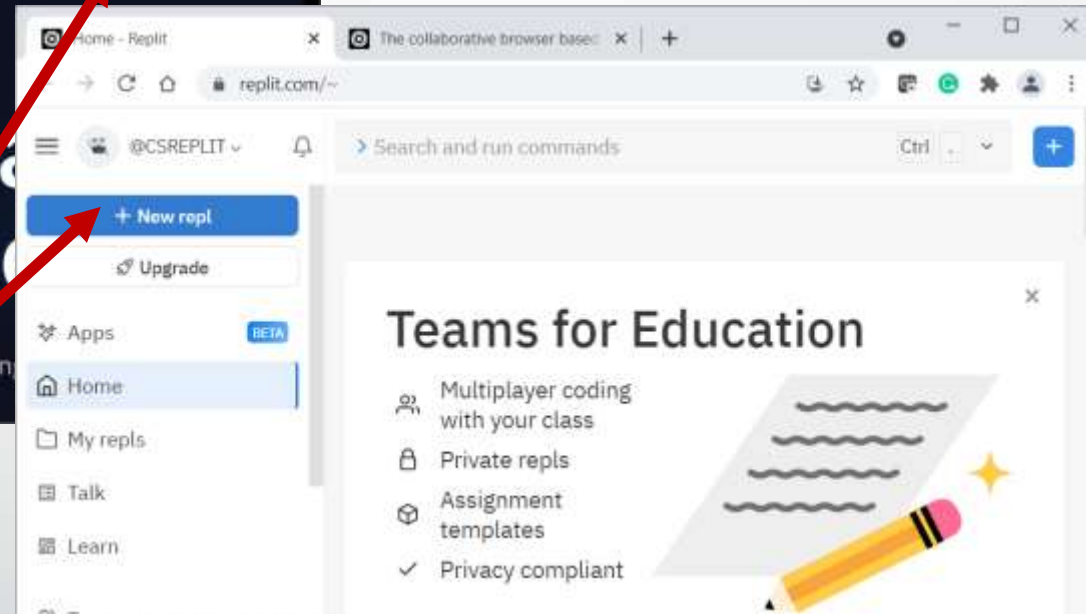 Home - Replit
The collaborative browser based
replit.com/~
@CSREPLIT
Search and run commands
Ctrl .
+ New repl
Upgrade
Apps
BETA
Home
My repls
Talk
Learn
Teams for Education
Multiplayer coding
with your class
Private repls
Assignment
templates
Privacy compliant